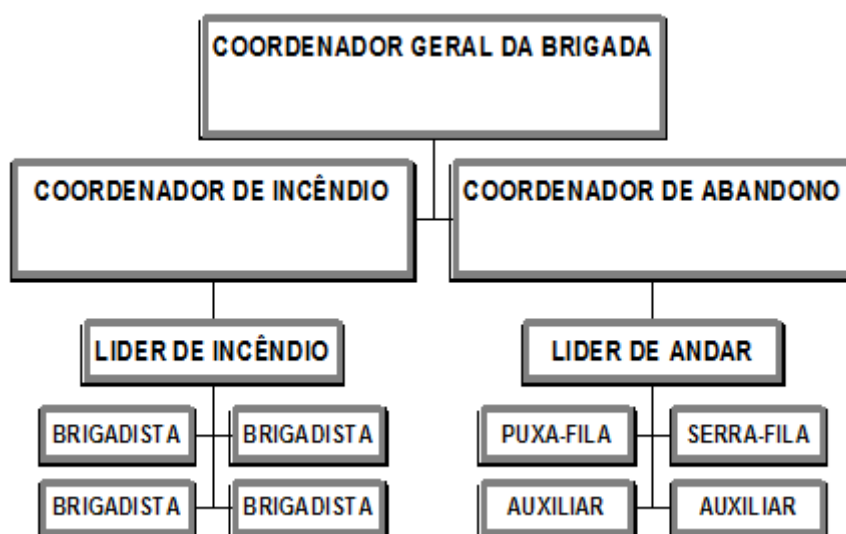 COORDENADOR GERAL DA BRIGADA
COORDENADOR DE INCÊNDIO
COORDENADOR DE ABANDONO
LIDER DE INCÊNDIO
LIDER DE ANDAR
BRIGADISTA
BRIGADISTA
PUXA-FILA
SERRA-FILA
BRIGADISTA
BRIGADISTA
AUXILIAR
AUXILIAR